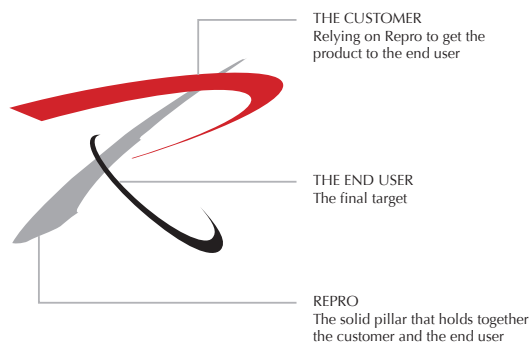 THE CUSTOMER
Relying on Repro to get the
product to the end user
THE END USER
The final target
REPRO
The solid pillar that holds together
the customer and the end user